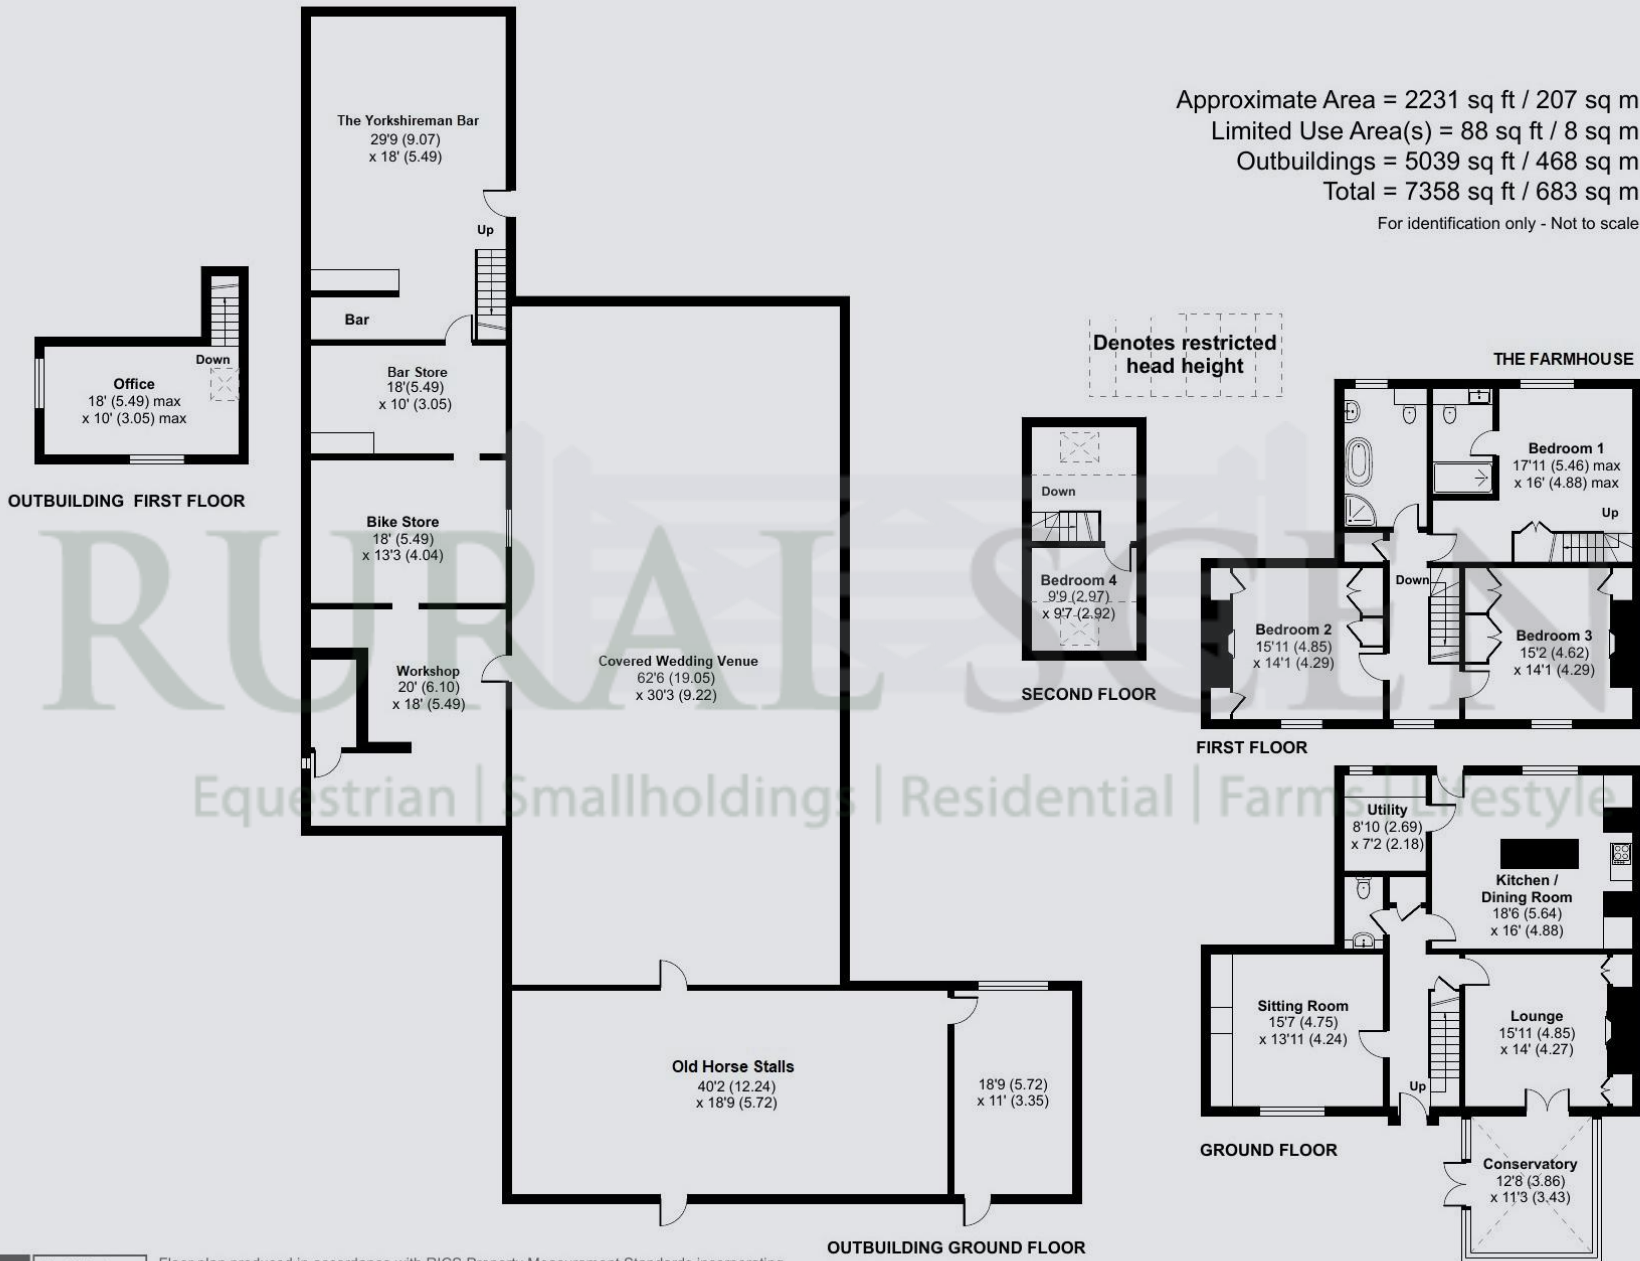 Approximate Area = 2231 sq ft / 207 sq m
Limited Use Area(s) = 88 sq ft / 8 sq m
Outbuildings = 5039 sq ft / 468 sq m
Total = 7358 sq ft / 683 sq m
For identification only - Not to scale
The Yorkshireman Bar
29'9 (9.07)
x 18' (5.49)
Up
Bar
Bar Store
18'(5.49)
x 10' (3.05)
Down
Office
18' (5.49) max
x 10' (3.05) max
OUTBUILDING FIRST FLOOR
Bike Store
18' (5.49)
x 13'3 (4.04)
Workshop
20' (6.10)
x 18' (5.49)
Covered Wedding Venue
62'6 (19.05)
x 30'3 (9.22)
Old Horse Stalls
40'2 (12.24)
x 18'9 (5.72)
18'9 (5.72)
x 11' (3.35)
OUTBUILDING GROUND FLOOR
Denotes restricted
head height
Down
Bedroom 4
9'9 (2.97)
x 9'7 (2.92)
SECOND FLOOR
THE FARMHOUSE
Bedroom 1
17'11 (5.46) max
x 16' (4.88) max
Up
Down
Bedroom 2
15'11 (4.85)
x 14'1 (4.29)
Bedroom 3
15'2 (4.62)
x 14'1 (4.29)
FIRST FLOOR
RURAL SCEN
Equestrian | Smallholdings | Residential | Farms | Lifestyle
Utility
8'10 (2.69)
x 7'2 (2.18)
Kitchen /
Dining Room
18'6 (5.64)
x 16' (4.88)
Sitting Room
15'7 (4.75)
x 13'11 (4.24)
Lounge
15'11 (4.85)
x 14' (4.27)
Up
GROUND FLOOR
Conservatory
12'8 (3.86)
x 11'3 (3.43)
Floor plan produced in accordance with RICS Property Measurement Standards incorporating